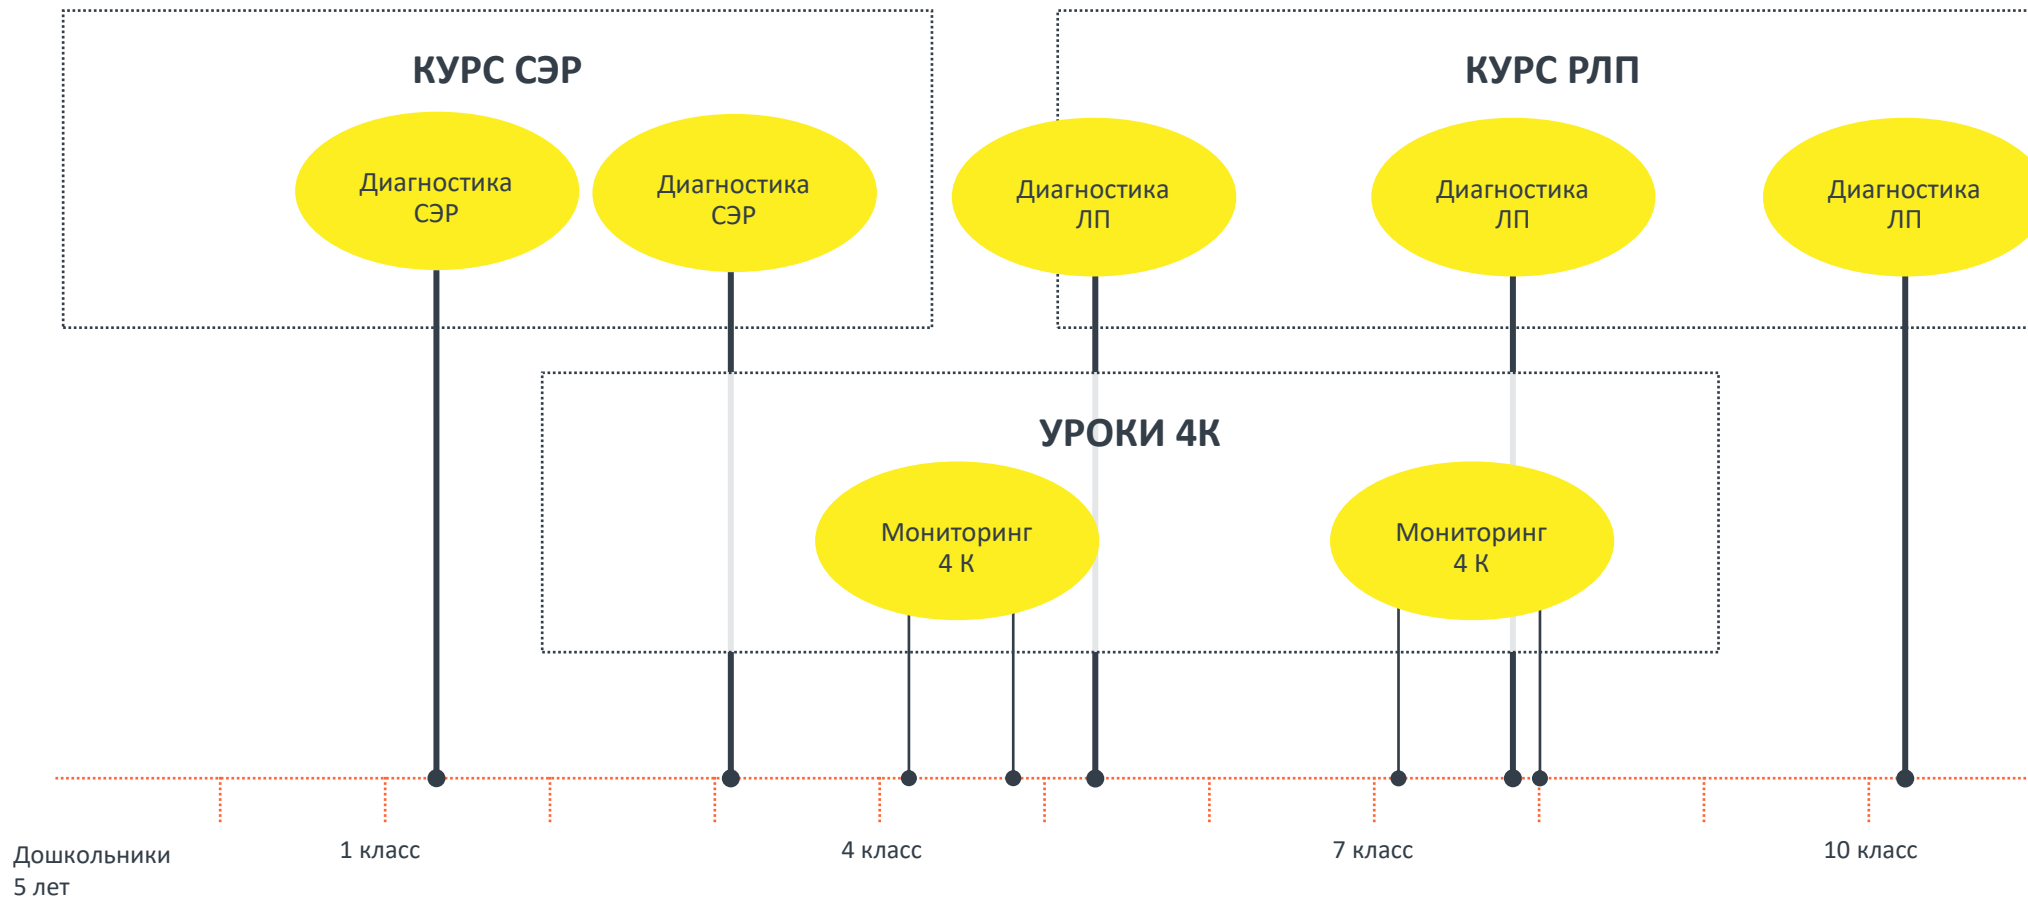 КУРС СЭР
КУРС РЛП
Диагностика
СЭР
Диагностика
СЭР
Диагностика
ЛП
Диагностика
ЛП
Диагностика
ЛП
УРОКИ 4К
Мониторинг
4 К
Мониторинг
4 К
Дошкольники
5 лет
1 класс
4 класс
7 класс
10 класс